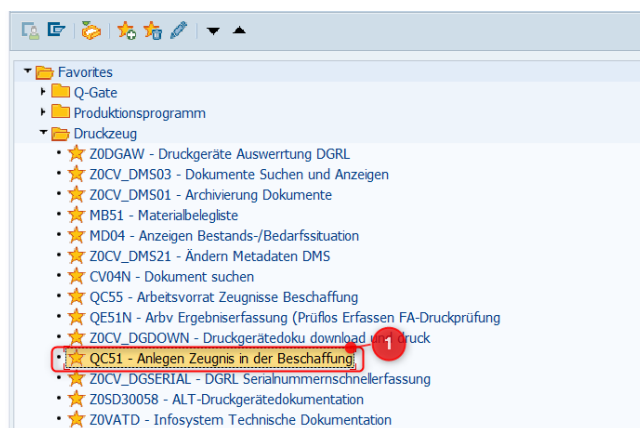 Favorites
Q-Gate
Produktionsprogramm
Druckzeug
Z0DGAW - Druckgeräte Auswerrtung DGRL
Z0CV_DMS03 - Dokumente Suchen und Anzeigen
Z0CV_DMS01 - Archivierung Dokumente
MB51 - Materialbelegliste
MD04 - Anzeigen Bestands-/Bedarfssituation
Z0CV_DMS21 - Ändern Metadaten DMS
CV04N - Dokument suchen
QC55 - Arbeitsvorrat Zeugnisse Beschaffung
QE51N - Arbv Ergebniserfassung (Prüflos Erfassen FA-Druckprüfung
Z0CV_DGDOWN - Druckgerätedoku download und druck
1
QC51 - Anlegen Zeugnis in der Beschaffung
Z0CV_DGSERIAL - DGRL Serialnummernschnellerfassung
Z0SD30058 - ALT-Druckgerätedokumentation
Z0VATD - Infosystem Technische Dokumentation